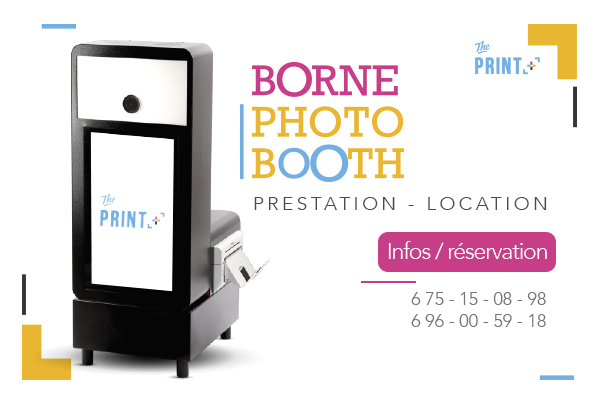 The
PRINT
BORNE
PHOTO
BOOTH
PRESTATION - LOCATION
The
PRINT
Infos / réservation
6 75 - 15 - 08 - 98
6 96 - 00 - 59 - 18